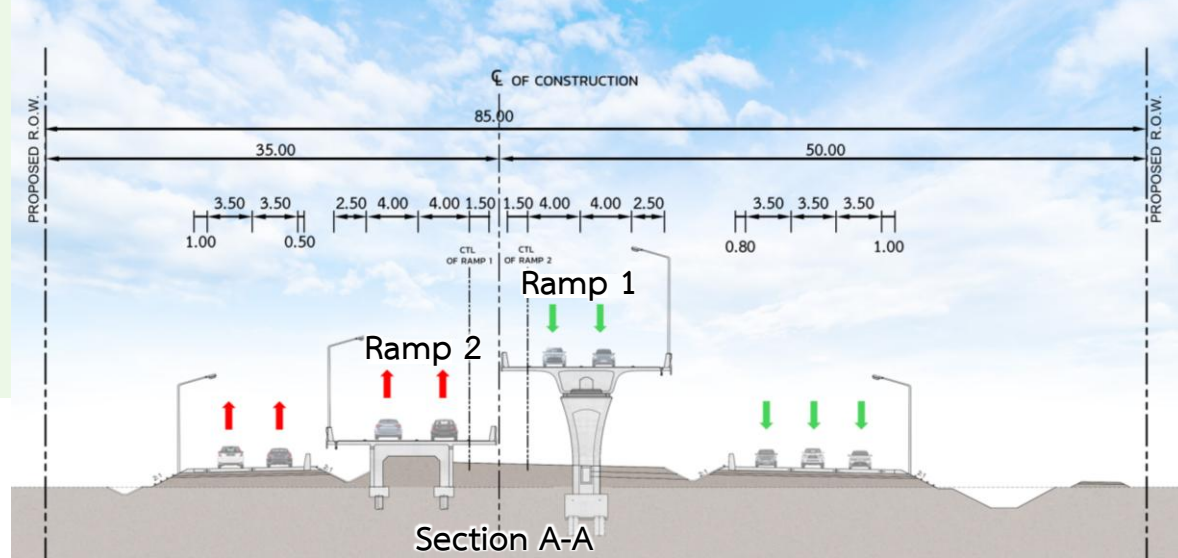 ℄ OF CONSTRUCTION
PROPOSED R.O.W.
PROPOSED R.O.W.
85.00
35.00
50.00
3.50
3.50
2.50
4.00
4.00
1.50
1.50
4.00
4.00
2.50
3.50
3.50
3.50
1.00
0.50
0.80
1.00
CTL
OF RAMP 1
CTL
OF RAMP 2
Ramp 1
Ramp 2
Section A-A